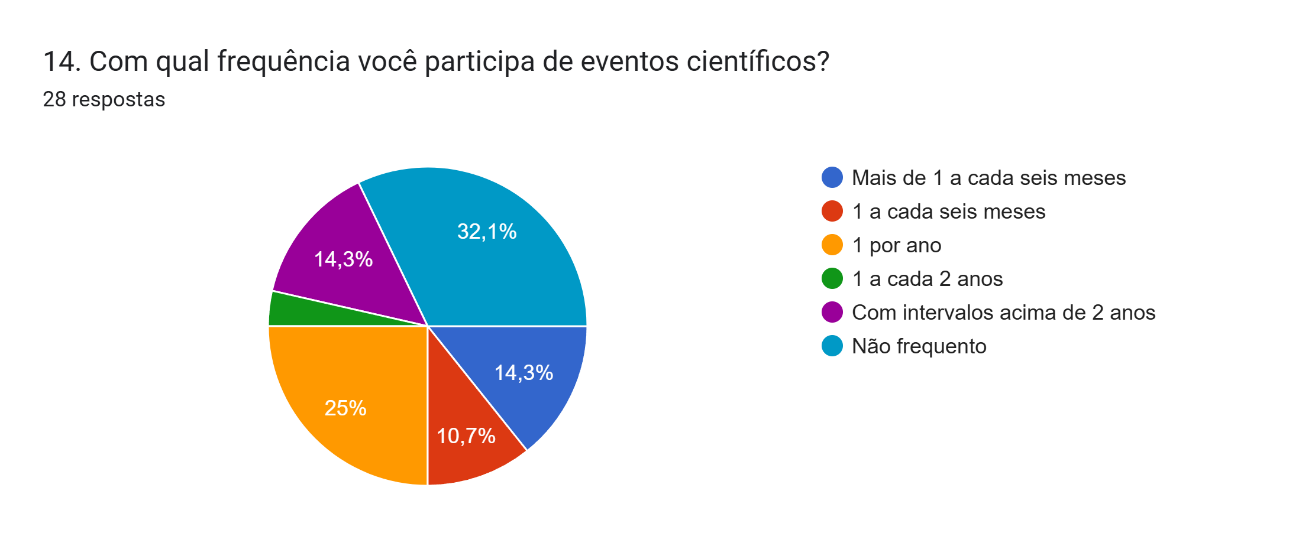 14. Com qual frequência você participa de eventos científicos?
28 respostas
32,1%
14,3%
25%
10,7%
14,3%
Mais de 1 a cada seis meses
1 a cada seis meses
1 por ano
1 a cada 2 anos
Com intervalos acima de 2 anos
Não frequento